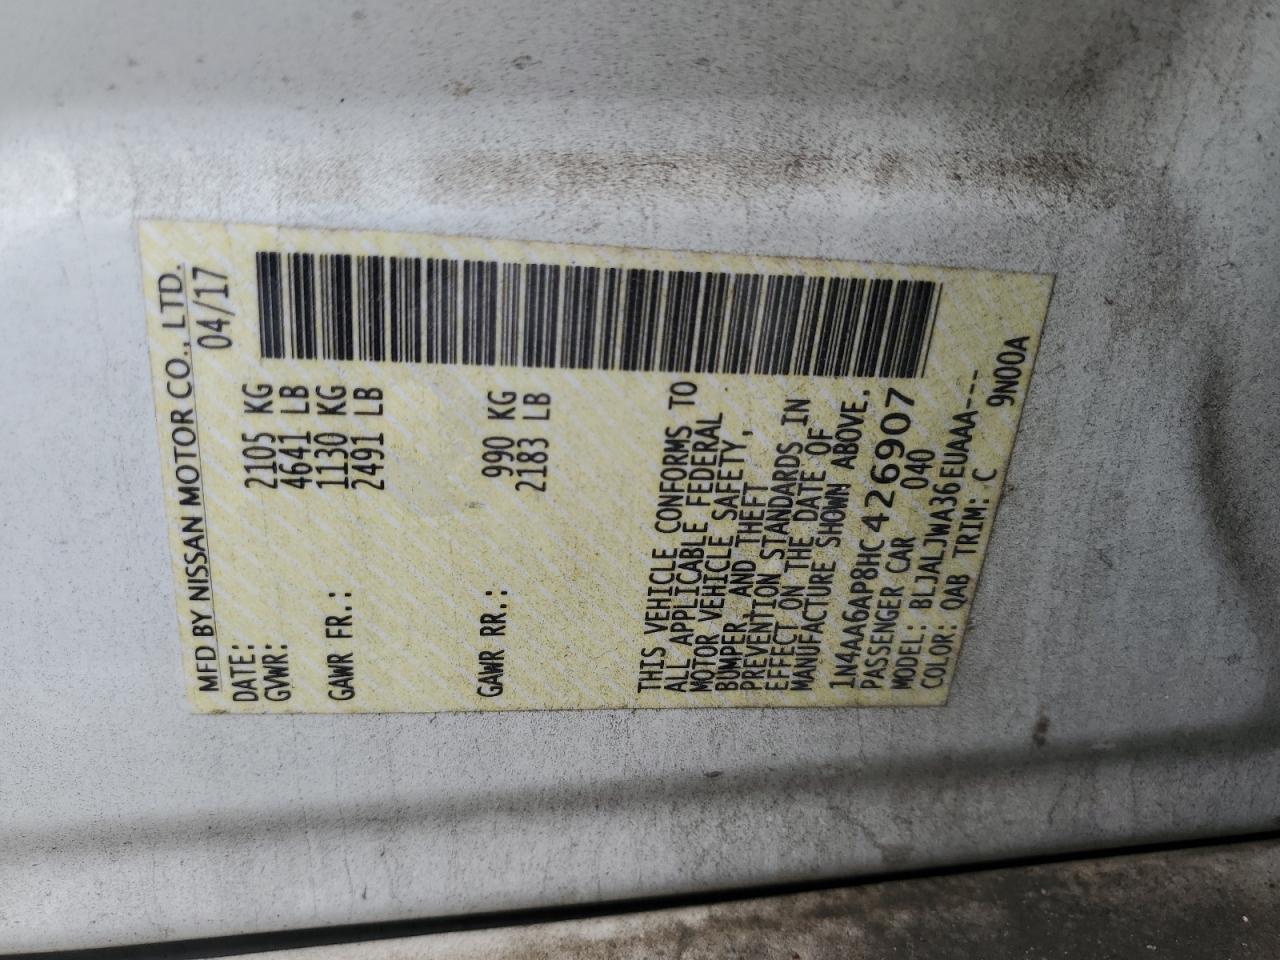 MFD BY NISSAN MOTOR CO., LTD.
DATE: 04/17
GVWR: 2105 KG
4641 LB
GAWR FR.: 1130 KG
2491 LB
GAWR RR.: 990 KG
2183 LB
THIS VEHICLE CONFORMS TO
ALL APPLICABLE FEDERAL
MOTOR VEHICLE SAFETY,
BUMPER, AND THEFT
PREVENTION STANDARDS IN
EFFECT ON THE DATE OF
MANUFACTURE SHOWN ABOVE.
1N4AA6AP8HC426907
PASSENGER CAR 040
MODEL: BLJALJWA36EUAAA---
COLOR: QAB TRIM: C 9N00A